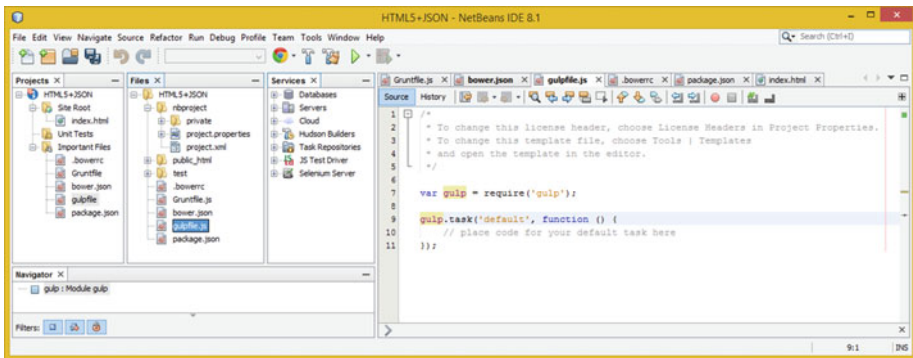 HTML5+JSON - NetBeans IDE 8.1
File Edit View Navigate Source Refactor Run Debug Profile Team Tools Window Help
Search (Ctrl+I)
Projects
HTML5+JSON
Site Root
index.html
Unit Tests
Important Files
.bowerrc
Gruntfile
bower.json
gulpfile
package.json
Files
HTML5+JSON
nbproject
private
project.properties
project.xml
public_html
test
.bowerrc
Gruntfile.js
bower.json
gulpfile.js
package.json
Services
Databases
Servers
Cloud
Hudson Builders
Task Repositories
JS Test Driver
Selenium Server
Navigator
gulp : Module gulp
Filters:
Gruntfile.js bower.json gulpfile.js .bowerrc package.json index.html
Source History
1 /*
2 * To change this license header, choose License Headers in Project Properties.
3 * To change this template file, choose Tools | Templates
4 * and open the template in the editor.
5 */
6
7 var gulp = require('gulp');
8
9 gulp.task('default', function () {
10 // place code for your default task here
11 });
9:1 INS